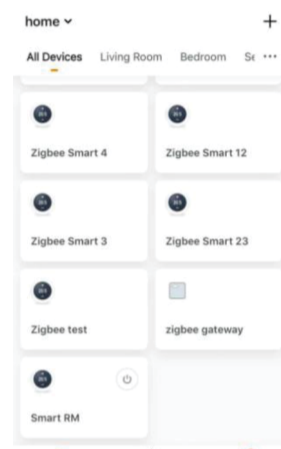 home
All Devices Living Room Bedroom Se ...
Zigbee Smart 4 Zigbee Smart 12
Zigbee Smart 3 Zigbee Smart 23
Zigbee test zigbee gateway
Smart RM